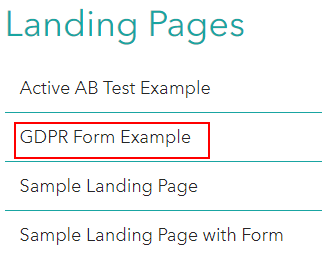 Landing Pages
Active AB Test Example
GDPR Form Example
Sample Landing Page
Sample Landing Page with Form